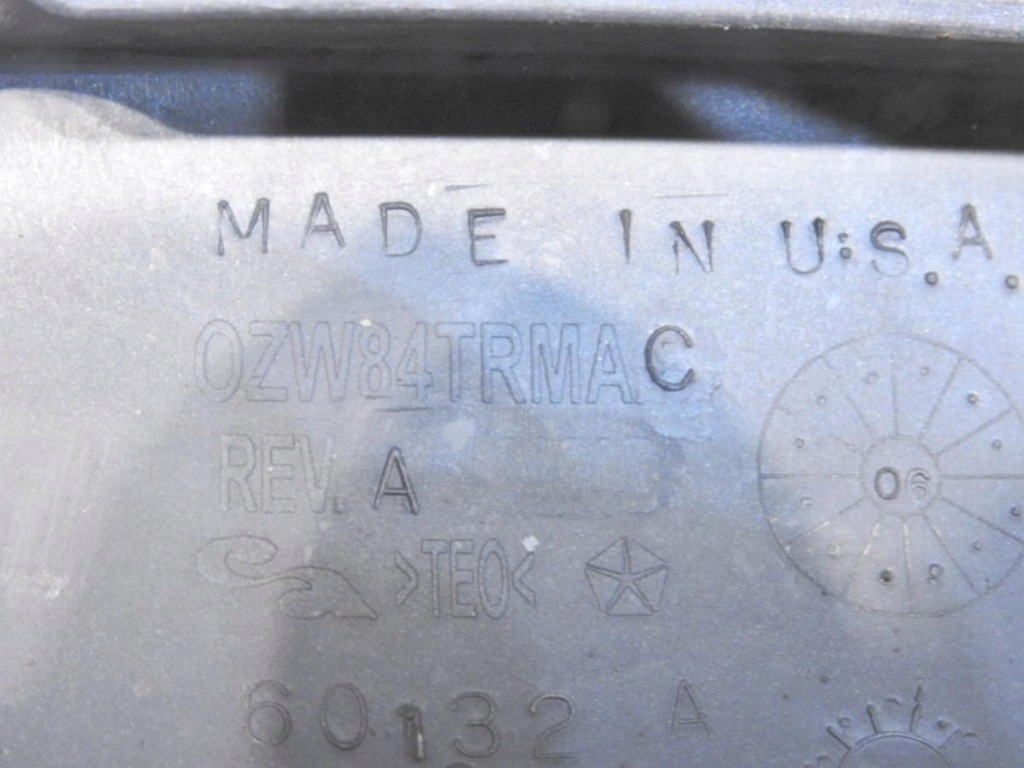 MADE IN U.S.A.
0ZW84TRMAC
REV. A
>TEO<
06
60132 A